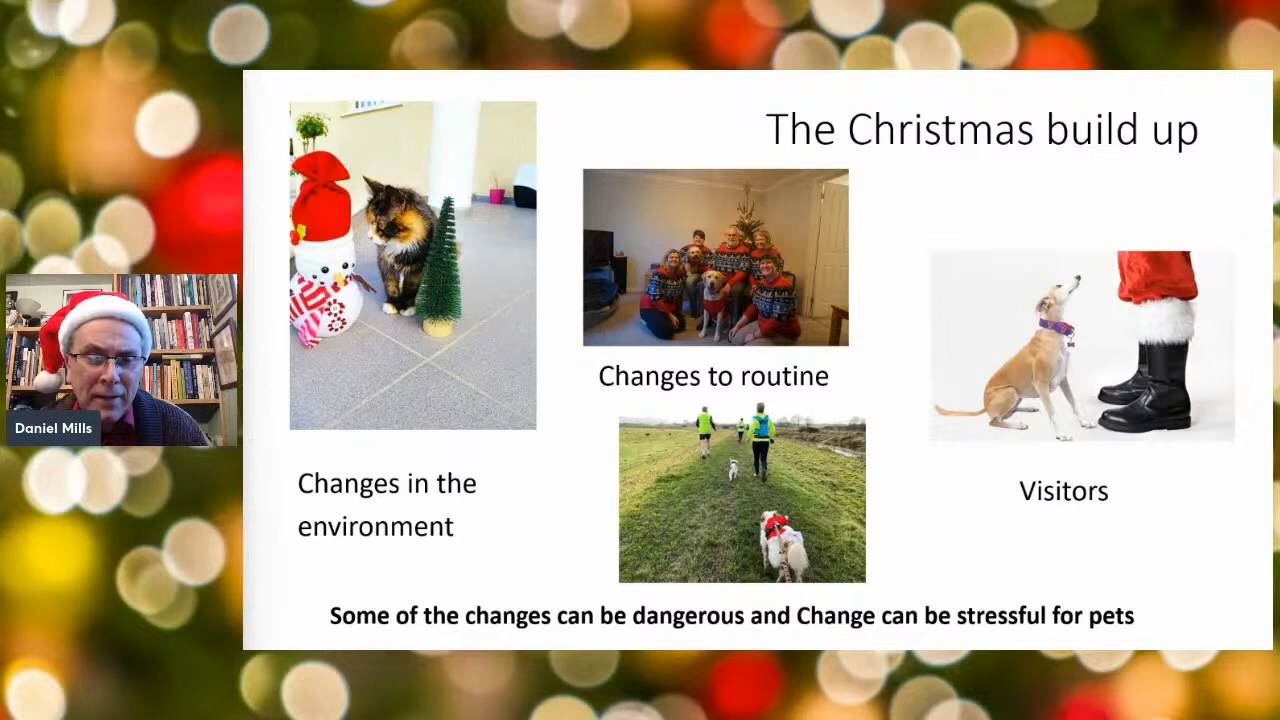 The Christmas build up
Changes to routine
Daniel Mills
Changes in the
environment
Visitors
Some of the changes can be dangerous and Change can be stressful for pets